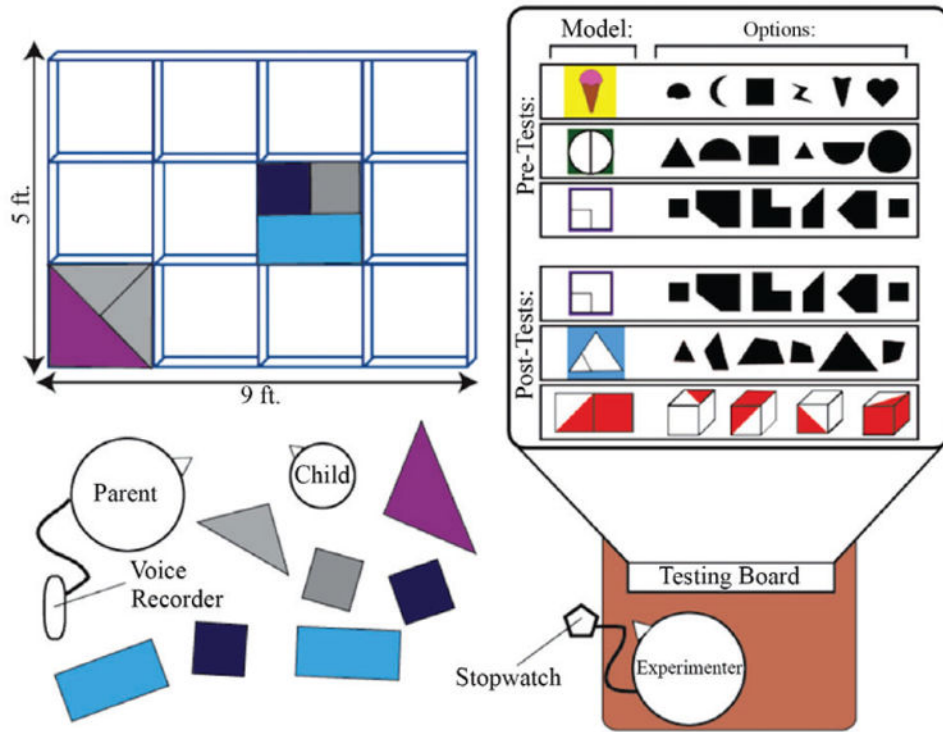 Model:
Options:
Pre-Tests:
Post-Tests:
5 ft.
9 ft.
Parent
Child
Voice
Recorder
Testing Board
Stopwatch
Experimenter